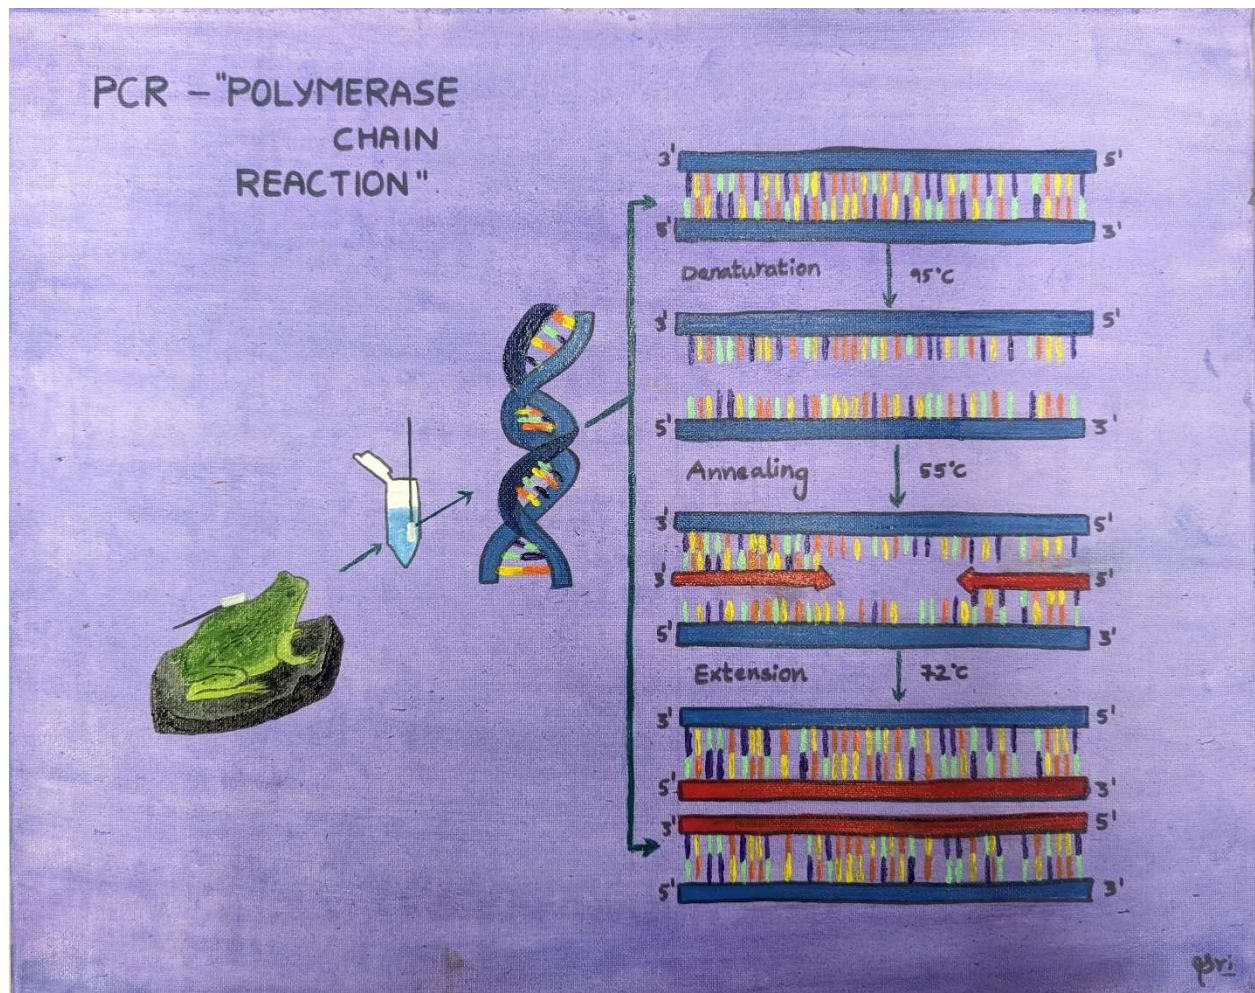 PCR - "POLYMERASE
CHAIN
REACTION"
3' 5'
5' 3'
Denaturation 95°C
3' 5'
5' 3'
Annealing 55°C
3' 5'
3' 5'
5' 3'
Extension 72°C
3' 5'
5' 3'
3' 5'
5' 3'